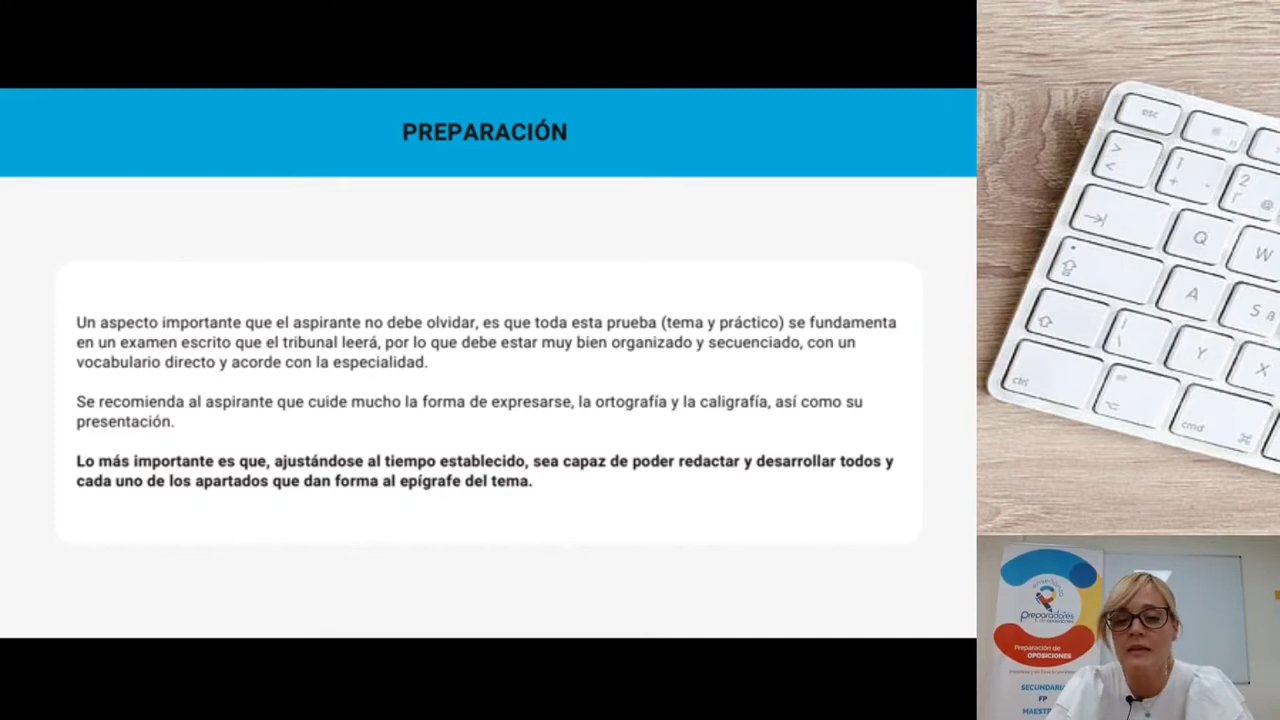 PREPARACIÓN
Un aspecto importante que el aspirante no debe olvidar, es que toda esta prueba (tema y práctico) se fundamenta
en un examen escrito que el tribunal leerá, por lo que debe estar muy bien organizado y secuenciado, con un
vocabulario directo y acorde con la especialidad.
Se recomienda al aspirante que cuide mucho la forma de expresarse, la ortografía y la caligrafía, así como su
presentación.
Lo más importante es que, ajustándose al tiempo establecido, sea capaz de poder redactar y desarrollar todos y
cada uno de los apartados que dan forma al epígrafe del tema.
esc
>
<
1
+
-
2
@
Q
W
A
S
Y
X
ctrl
alt
cmd
preparadores
Preparación de
OPOSICIONES
SECUNDARIA
FP